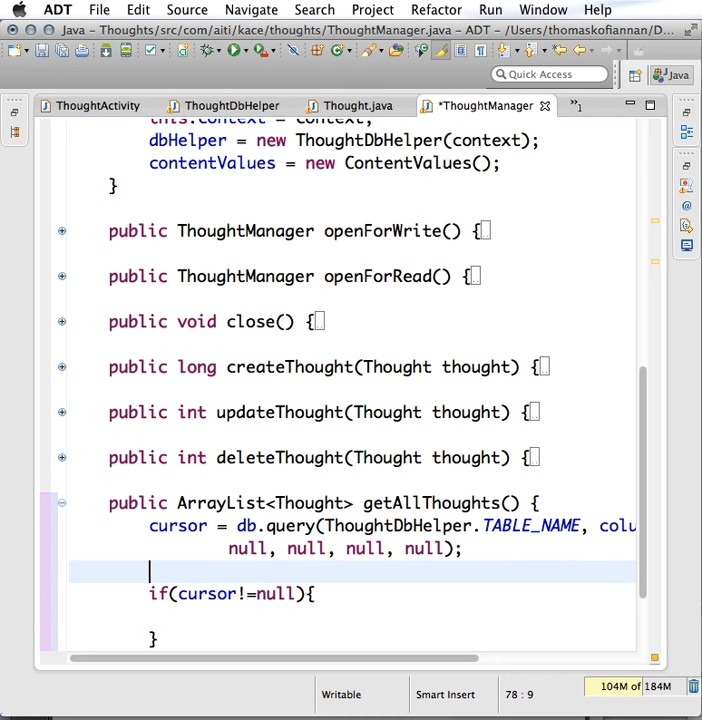 ADT File Edit Source Navigate Search Project Refactor Run Window Help
Java – Thoughts/src/com/aiti/kace/thoughts/ThoughtManager.java – ADT – /Users/thomaskofiannan/D...
Quick Access
Java
ThoughtActivity
ThoughtDbHelper
Thought.java
*ThoughtManager
»1
this.context = context;
dbHelper = new ThoughtDbHelper(context);
contentValues = new ContentValues();
}
public ThoughtManager openForWrite() {
public ThoughtManager openForRead() {
public void close() {
public long createThought(Thought thought) {
public int updateThought(Thought thought) {
public int deleteThought(Thought thought) {
public ArrayList<Thought> getAllThoughts() {
cursor = db.query(ThoughtDbHelper.TABLE_NAME, colu
null, null, null, null);
if(cursor!=null){
}
Writable
Smart Insert
78 : 9
104M of 184M